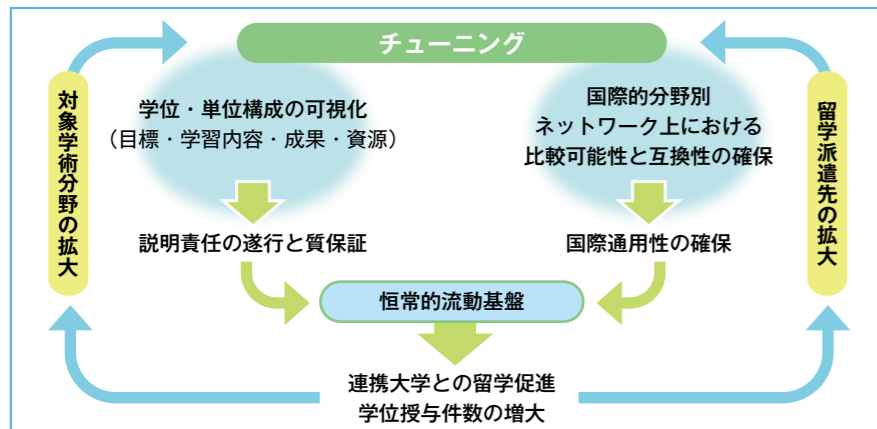 チューニング
対象学術分野の拡大
学位・単位構成の可視化
（目標・学習内容・成果・資源）
国際的分野別
ネットワーク上における
比較可能性と互換性の確保
留学派遣先の拡大
説明責任の遂行と質保証
国際通用性の確保
恒常的流動基盤
連携大学との留学促進
学位授与件数の増大